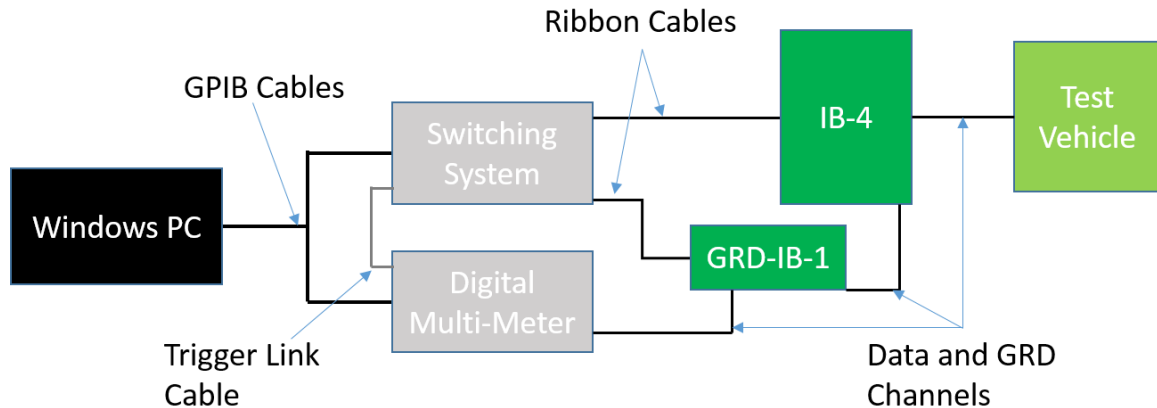 Ribbon Cables
GPIB Cables
Switching
System
IB-4
Test
Vehicle
Windows PC
GRD-IB-1
Digital
Multi-Meter
Trigger Link
Cable
Data and GRD
Channels